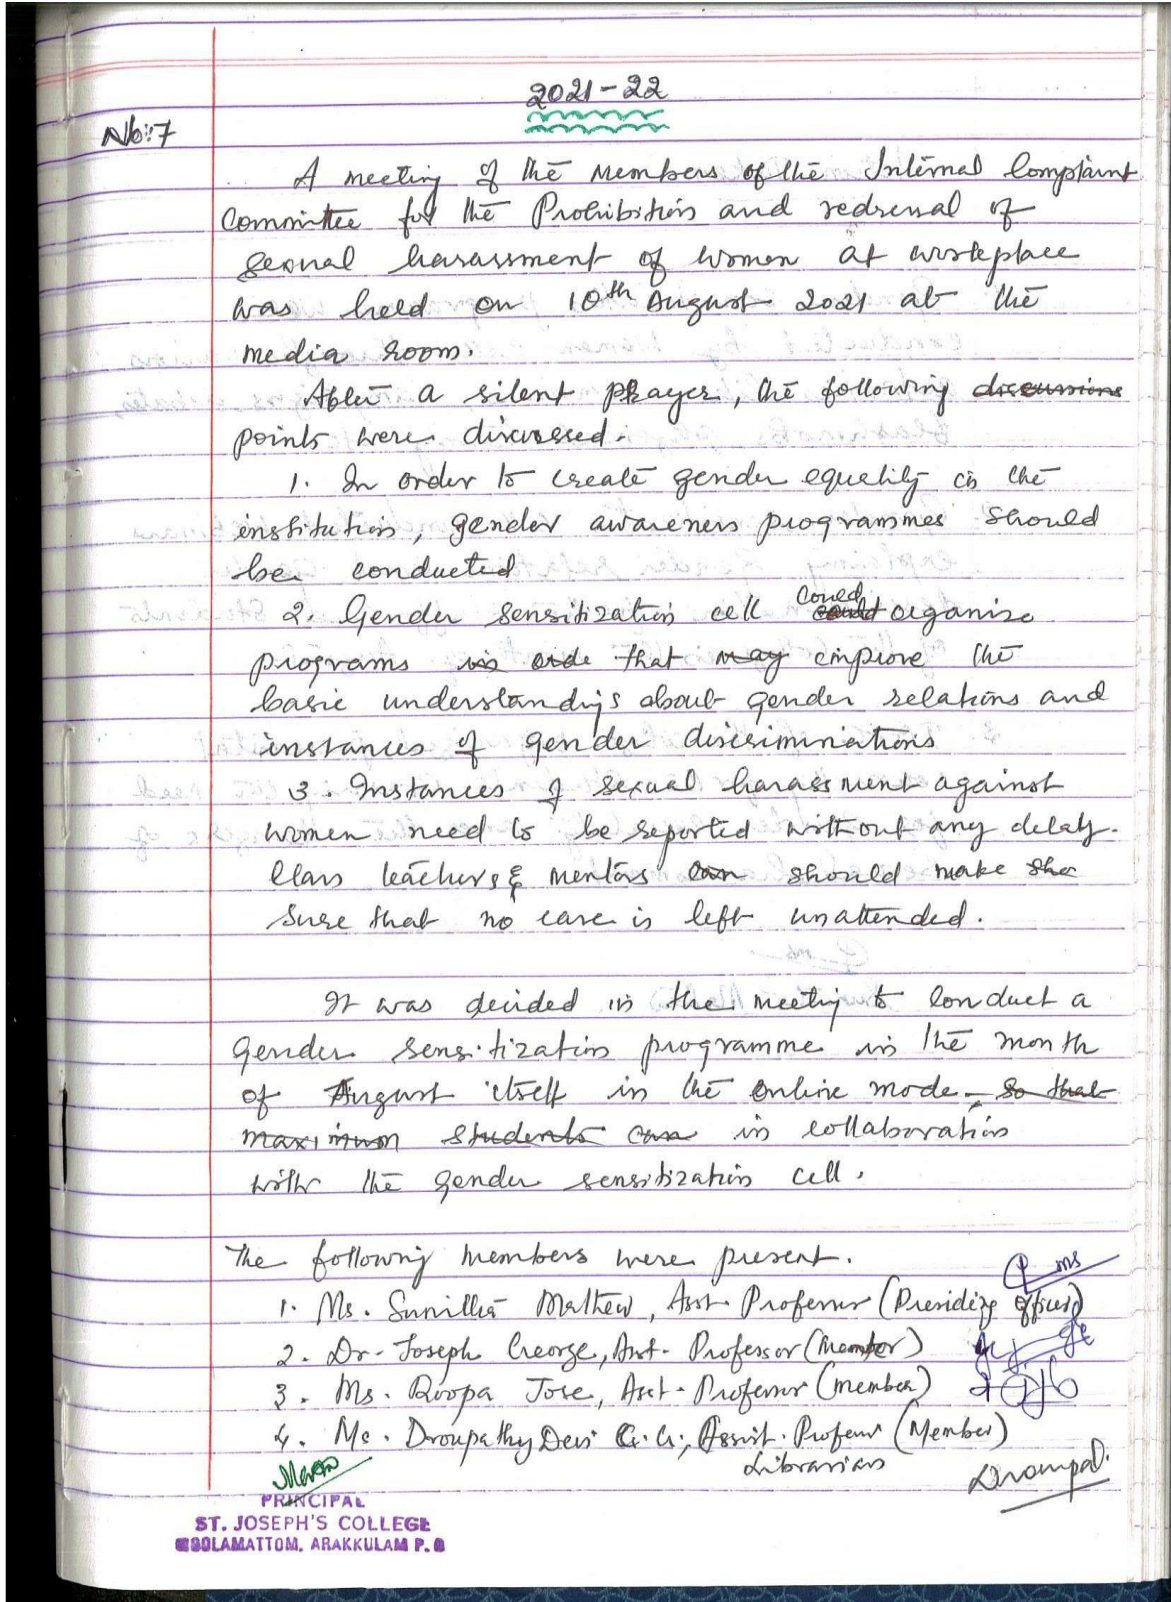 2021-22
No:7
A meeting of the Members of the Internal Complaint
Committee for the Prohibition and redressal of
sexual harassment of women at workplace
was held on 10th August 2021 at the
media room.
After a silent prayer, the following discussions
points were discussed.
1. In order to create gender equality in the
institution, gender awareness programmes should
be conducted
2. Gender sensitization cell could could organize
programs in orde that may improve the
basic understandings about gender relations and
instances of gender discriminations
3. Instances of sexual harassment against
women need to be reported without any delay.
Class teachers & mentors can should make she
sure that no case is left unattended.
It was decided in the meeting to conduct a
gender sensitization programme in the month
of August itself in the online mode so that
maximum students can in collaboration
with the gender sensitization cell.
The following members were present.
1. Ms. Sunitha Mathew, Asst. Professor (Presiding officer)
2. Dr. Joseph George, Asst. Professor (Member)
3. Ms. Roopa Jose, Asst. Professor (member)
4. Ms. Droupathy Devi Assist. Professor (Member)
Librarian
Droupad.
PRINCIPAL
ST. JOSEPH'S COLLEGE
MOOLAMATTOM, ARAKKULAM P.O